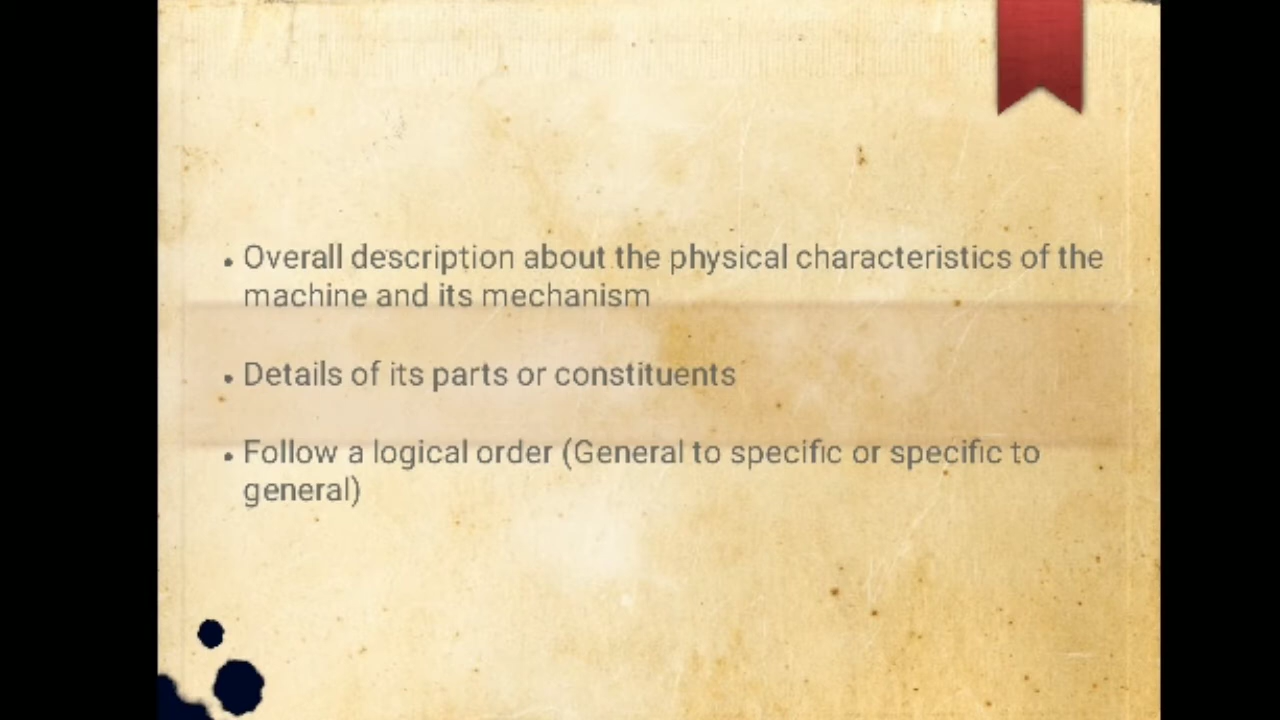 • Overall description about the physical characteristics of the
machine and its mechanism
• Details of its parts or constituents
• Follow a logical order (General to specific or specific to
general)